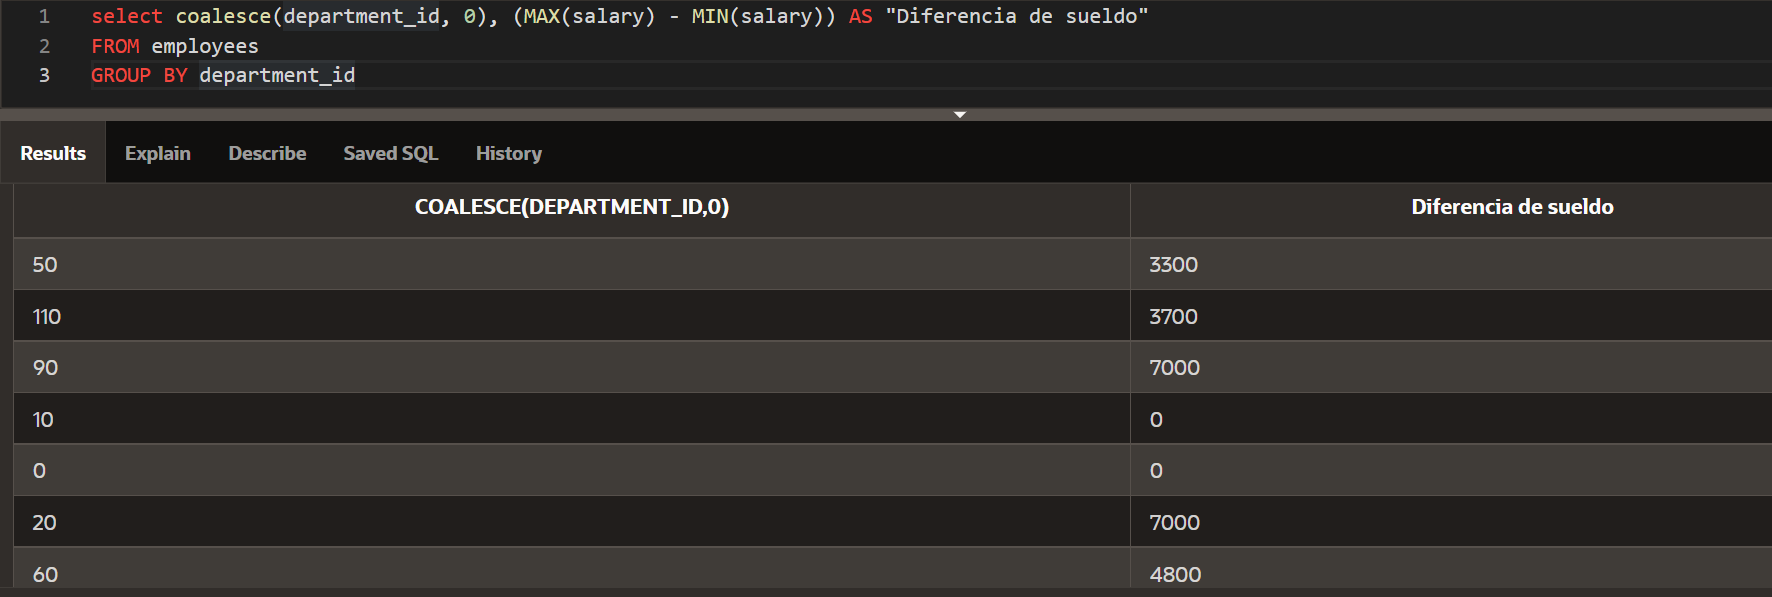 1 select coalesce(department_id, 0), (MAX(salary) - MIN(salary)) AS "Diferencia de sueldo"
2 FROM employees
3 GROUP BY department_id
Results Explain Describe Saved SQL History
COALESCE(DEPARTMENT_ID,0) Diferencia de sueldo
50 3300
110 3700
90 7000
10 0
0 0
20 7000
60 4800